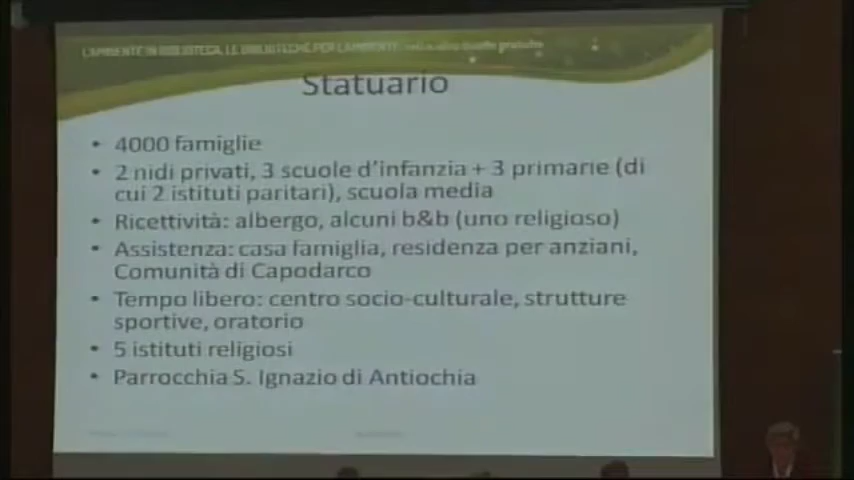 L'AMBIENTE IN BIBLIOTECA, LE BIBLIOTECHE PER L'AMBIENTE:
Statuario
• 4000 famiglie
• 2 nidi privati, 3 scuole d'infanzia + 3 primarie (di
cui 2 istituti paritari), scuola media
• Ricettività: albergo, alcuni b&b (uno religioso)
• Assistenza: casa famiglia, residenza per anziani,
Comunità di Capodarco
• Tempo libero: centro socio-culturale, strutture
sportive, oratorio
• 5 istituti religiosi
• Parrocchia S. Ignazio di Antiochia